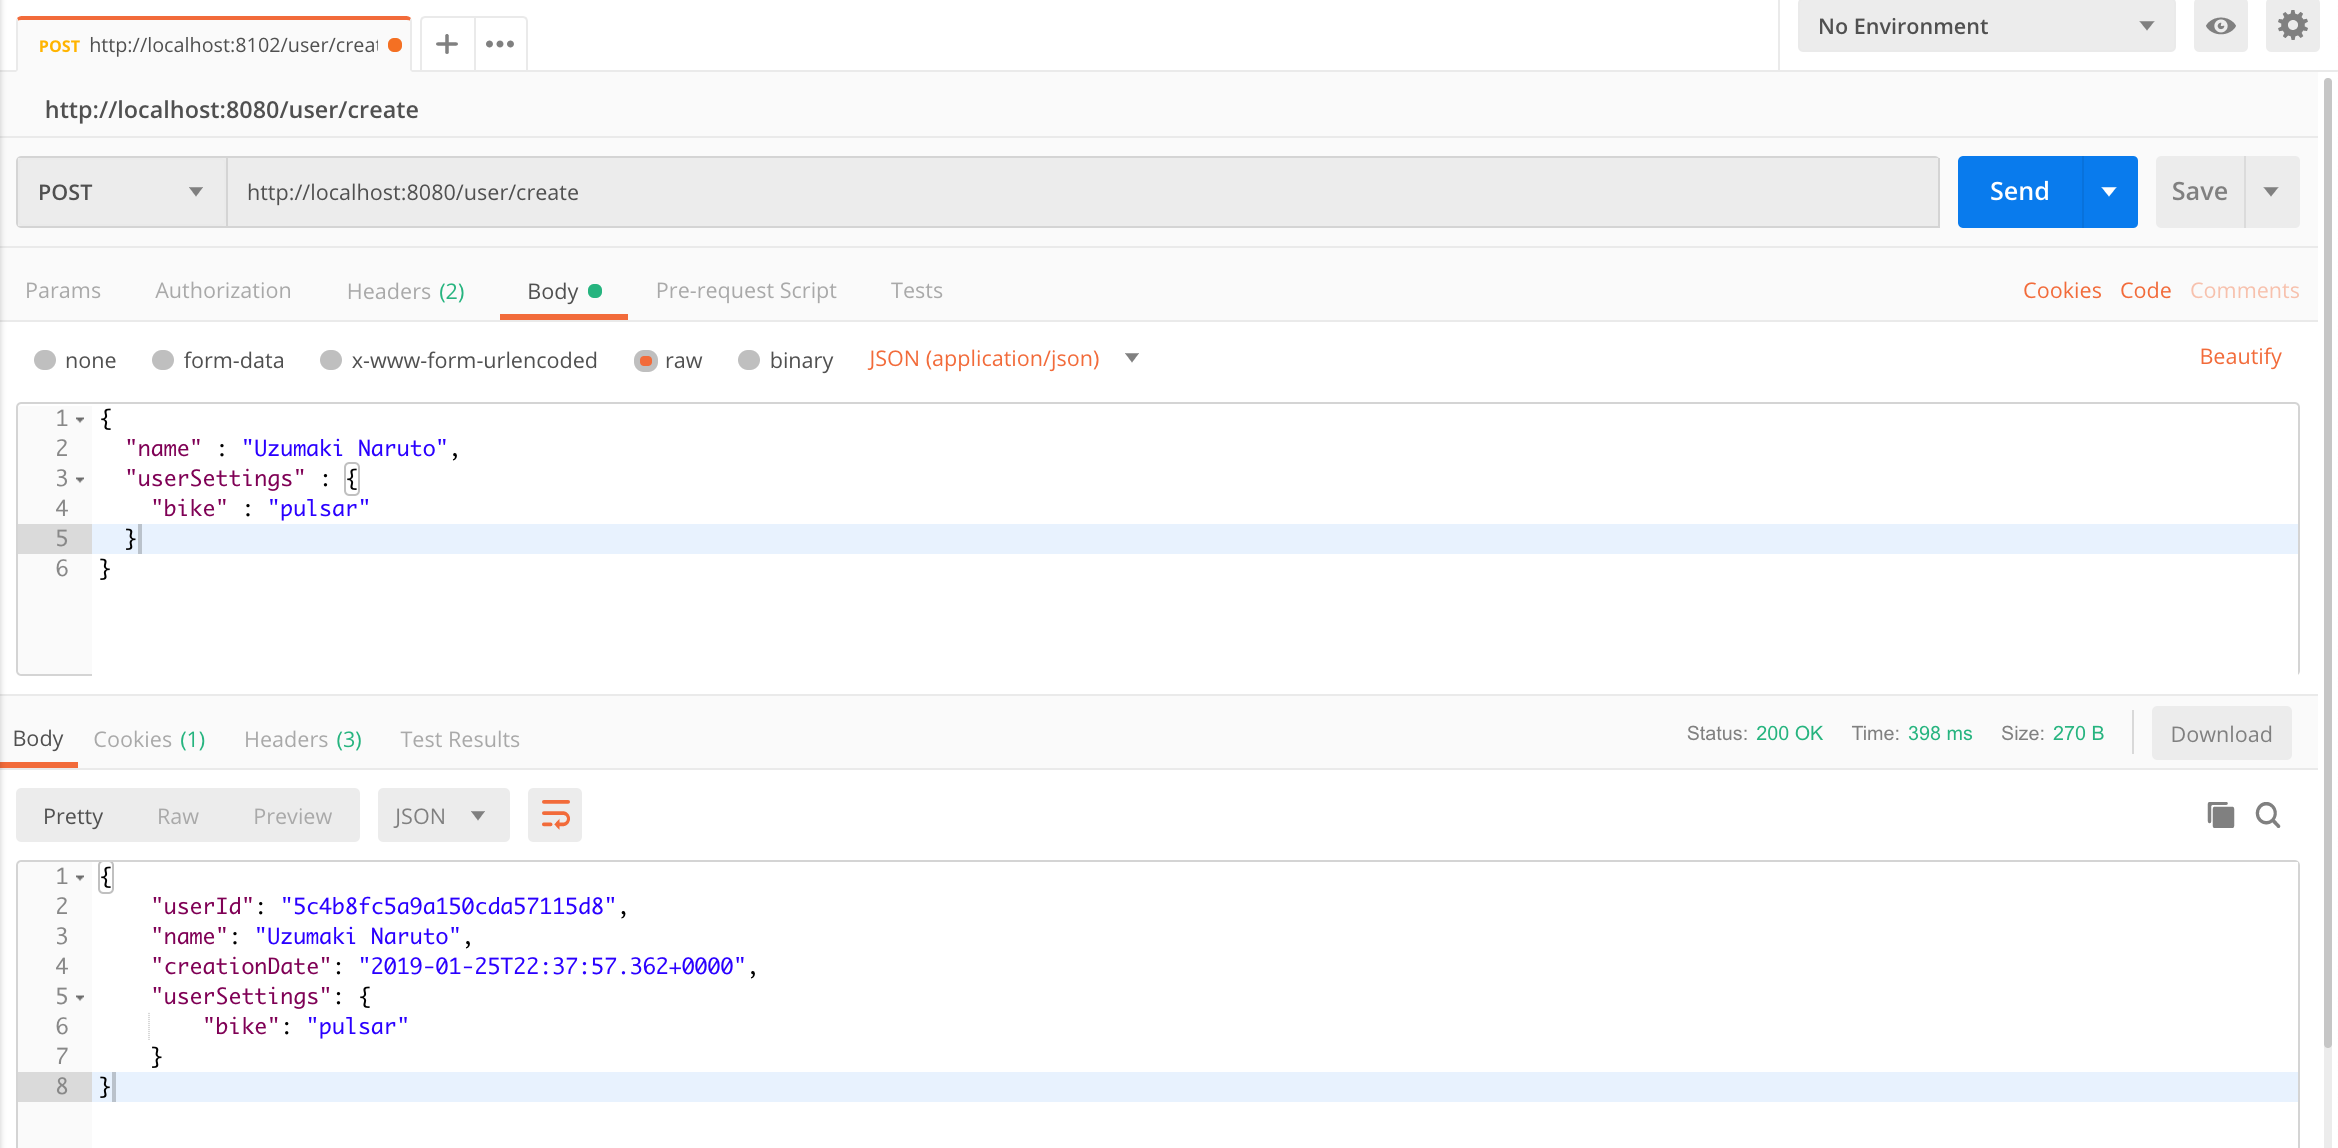 POST http://localhost:8102/user/creat
No Environment
http://localhost:8080/user/create
POST http://localhost:8080/user/create Send Save
Params Authorization Headers (2) Body Pre-request Script Tests Cookies Code Comments
none form-data x-www-form-urlencoded raw binary JSON (application/json) Beautify
1 {
2 "name" : "Uzumaki Naruto",
3 "userSettings" : {
4 "bike" : "pulsar"
5 }
6 }
Body Cookies (1) Headers (3) Test Results Status: 200 OK Time: 398 ms Size: 270 B Download
Pretty Raw Preview JSON
1 {
2 "userId": "5c4b8fc5a9a150cda57115d8",
3 "name": "Uzumaki Naruto",
4 "creationDate": "2019-01-25T22:37:57.362+0000",
5 "userSettings": {
6 "bike": "pulsar"
7 }
8 }